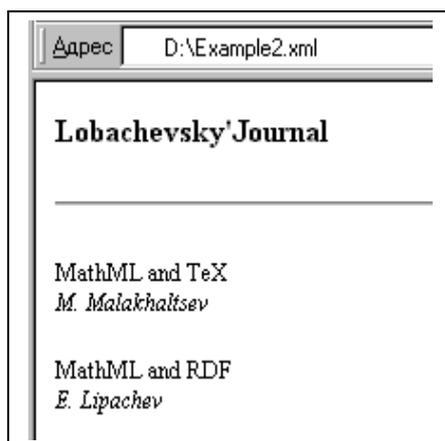 Адрес D:\Example2.xml
Lobachevsky'Journal
MathML and TeX
M. Malakhaltsev
MathML and RDF
E. Lipachev